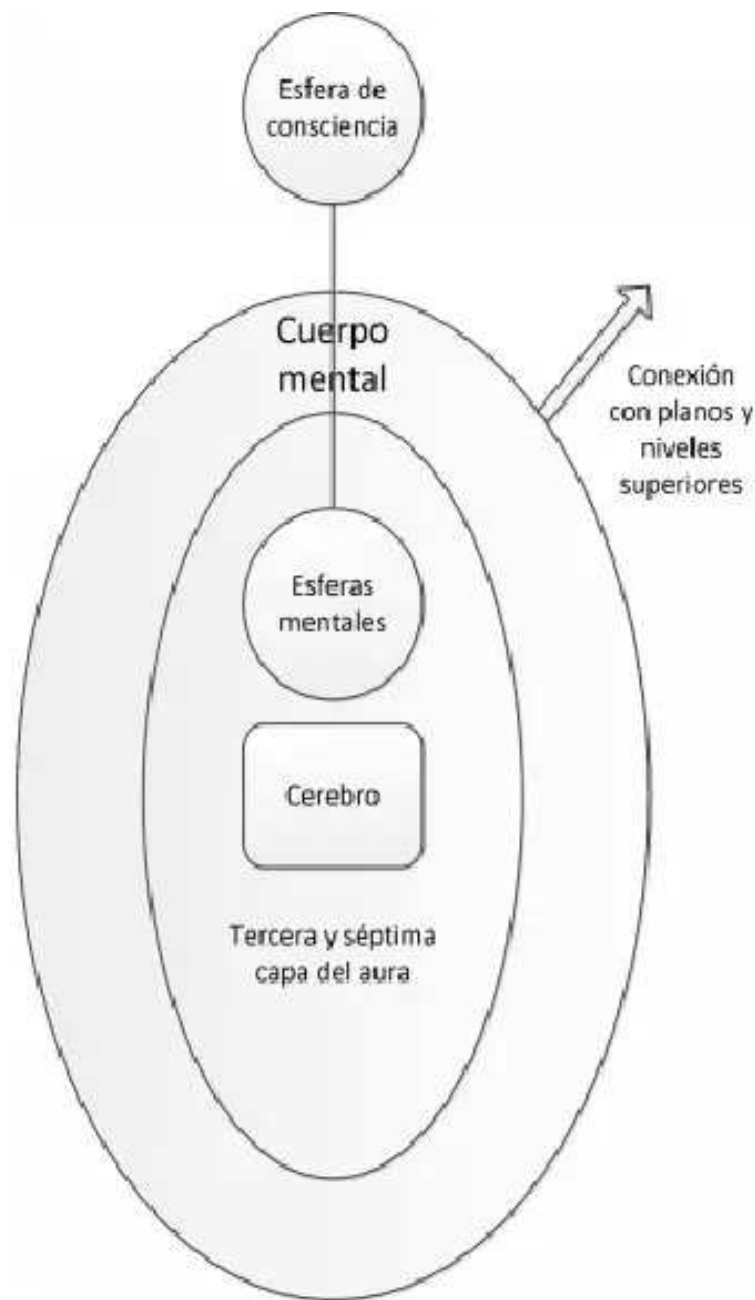 Esfera de
consciencia
Cuerpo
mental
Conexión
con planos y
niveles
superiores
Esferas
mentales
Cerebro
Tercera y séptima
capa del aura